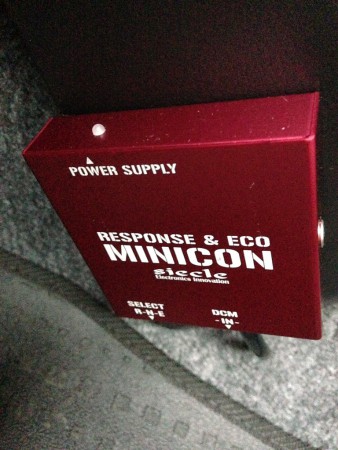 POWER SUPPLY
RESPONSE & ECO
MINICON
siecle
Electronics Innovation
SELECT DCM
R-N-E -IN-